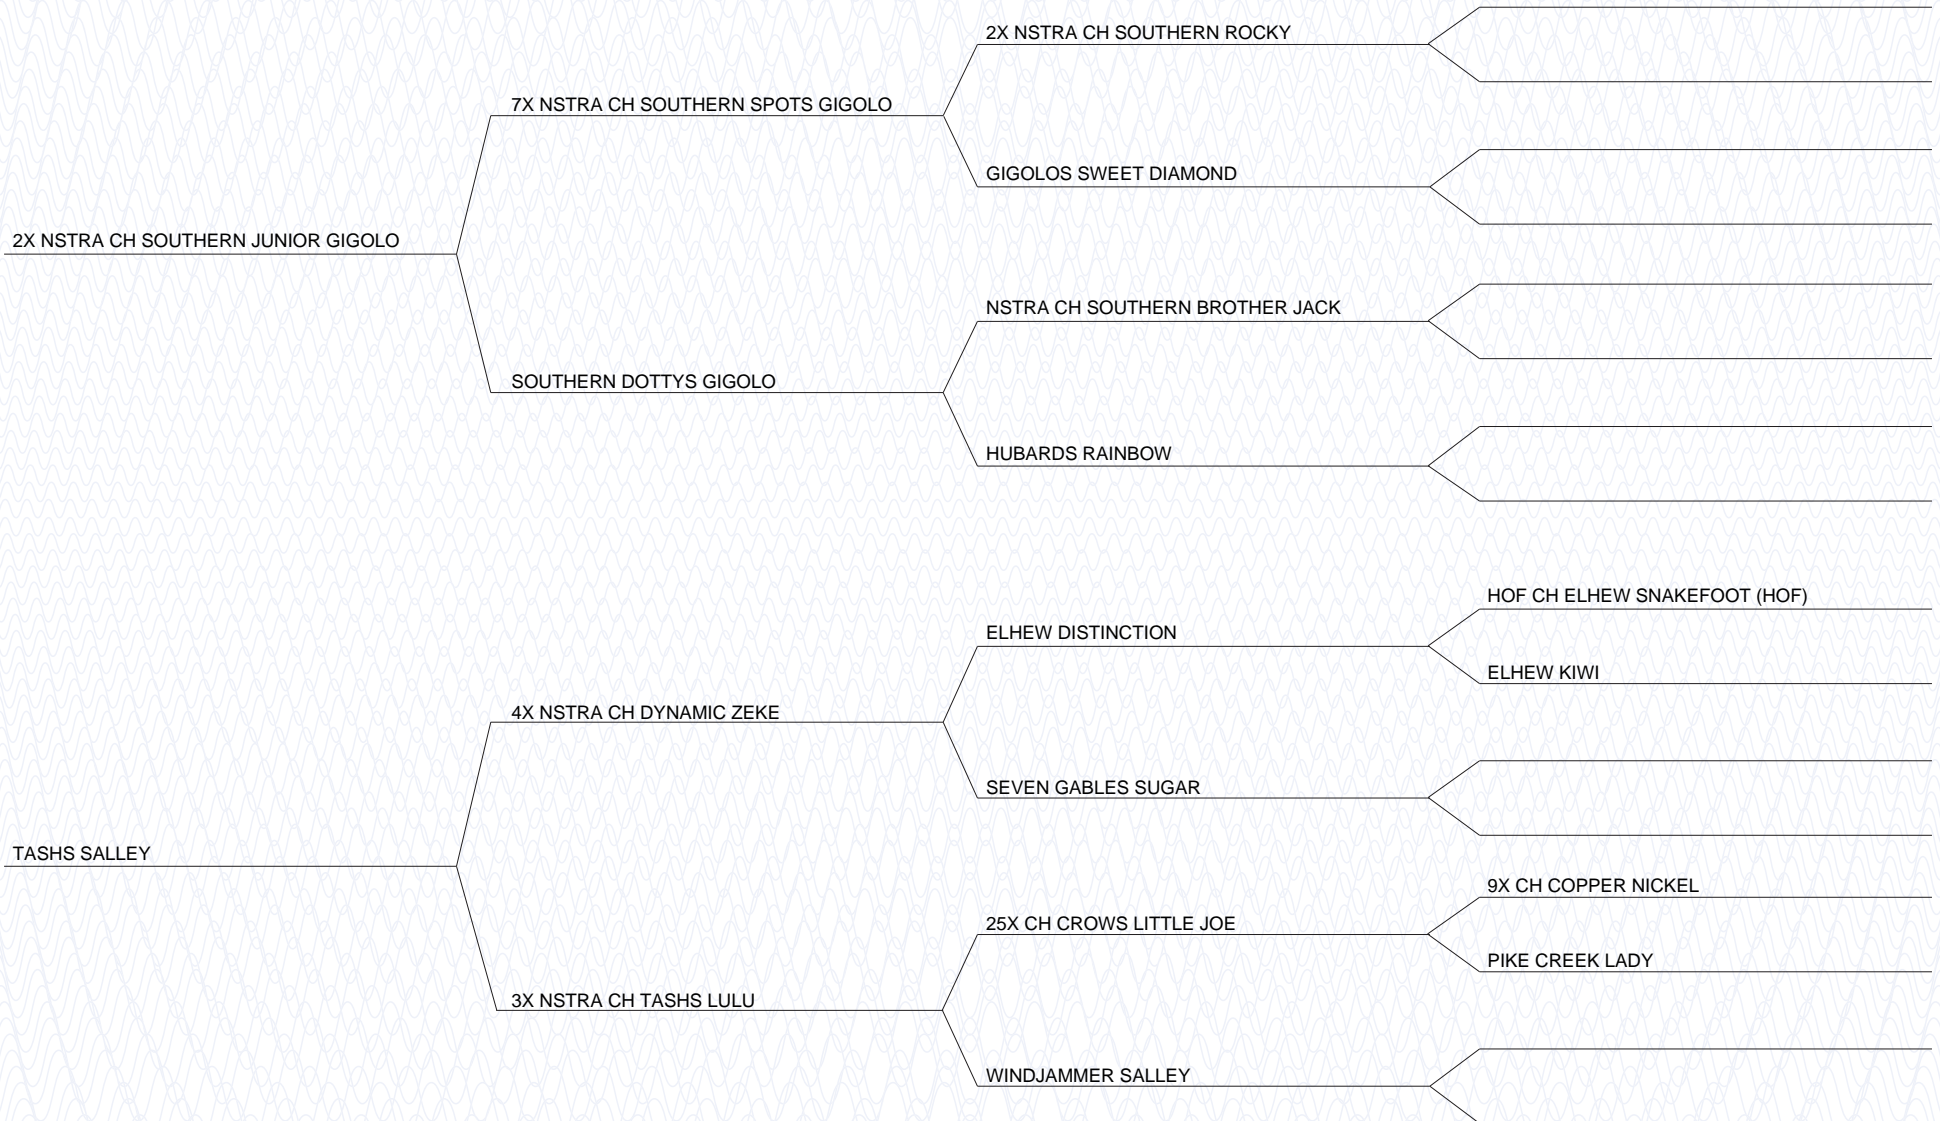 2X NSTRA CH SOUTHERN ROCKY
7X NSTRA CH SOUTHERN SPOTS GIGOLO
GIGOLOS SWEET DIAMOND
2X NSTRA CH SOUTHERN JUNIOR GIGOLO
NSTRA CH SOUTHERN BROTHER JACK
SOUTHERN DOTTYS GIGOLO
HUBARDS RAINBOW
HOF CH ELHEW SNAKEFOOT (HOF)
ELHEW DISTINCTION
ELHEW KIWI
4X NSTRA CH DYNAMIC ZEKE
SEVEN GABLES SUGAR
TASHS SALLEY
9X CH COPPER NICKEL
25X CH CROWS LITTLE JOE
PIKE CREEK LADY
3X NSTRA CH TASHS LULU
WINDJAMMER SALLEY